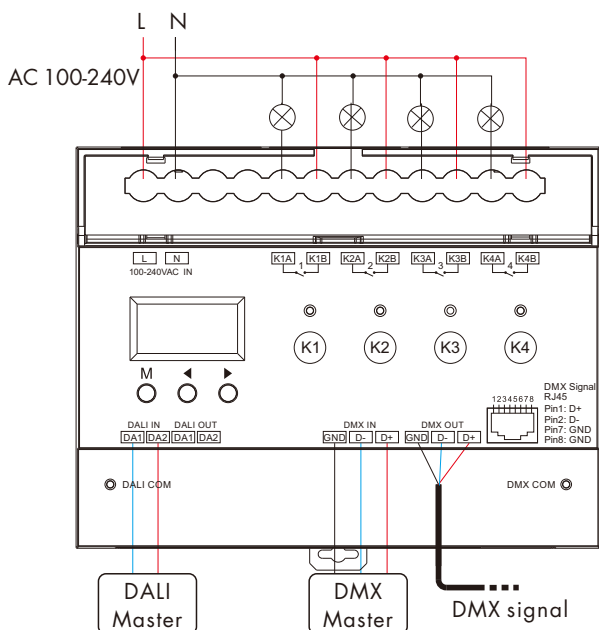 L N
AC 100-240V
L N
100-240VAC IN
K1A K1B K2A K2B K3A K3B K4A K4B
1 2 3 4
K1 K2 K3 K4
M ◀ ▶
DMX Signal
RJ45
12345678
Pin1: D+
Pin2: D-
Pin7: GND
Pin8: GND
DALI IN DALI OUT DMX IN DMX OUT
DA1 DA2 DA1 DA2 GND D- D+ GND D- D+
DALI COM DMX COM
DALI
Master
DMX
Master
DMX signal